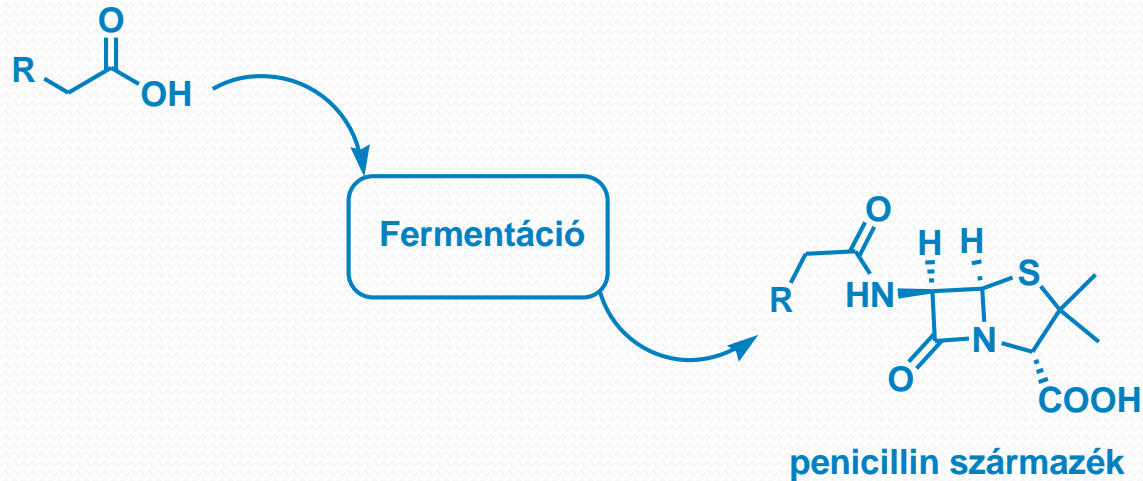 O
R
OH
Fermentáció
O
H H
S
R
HN
N
O
COOH
penicillin származék